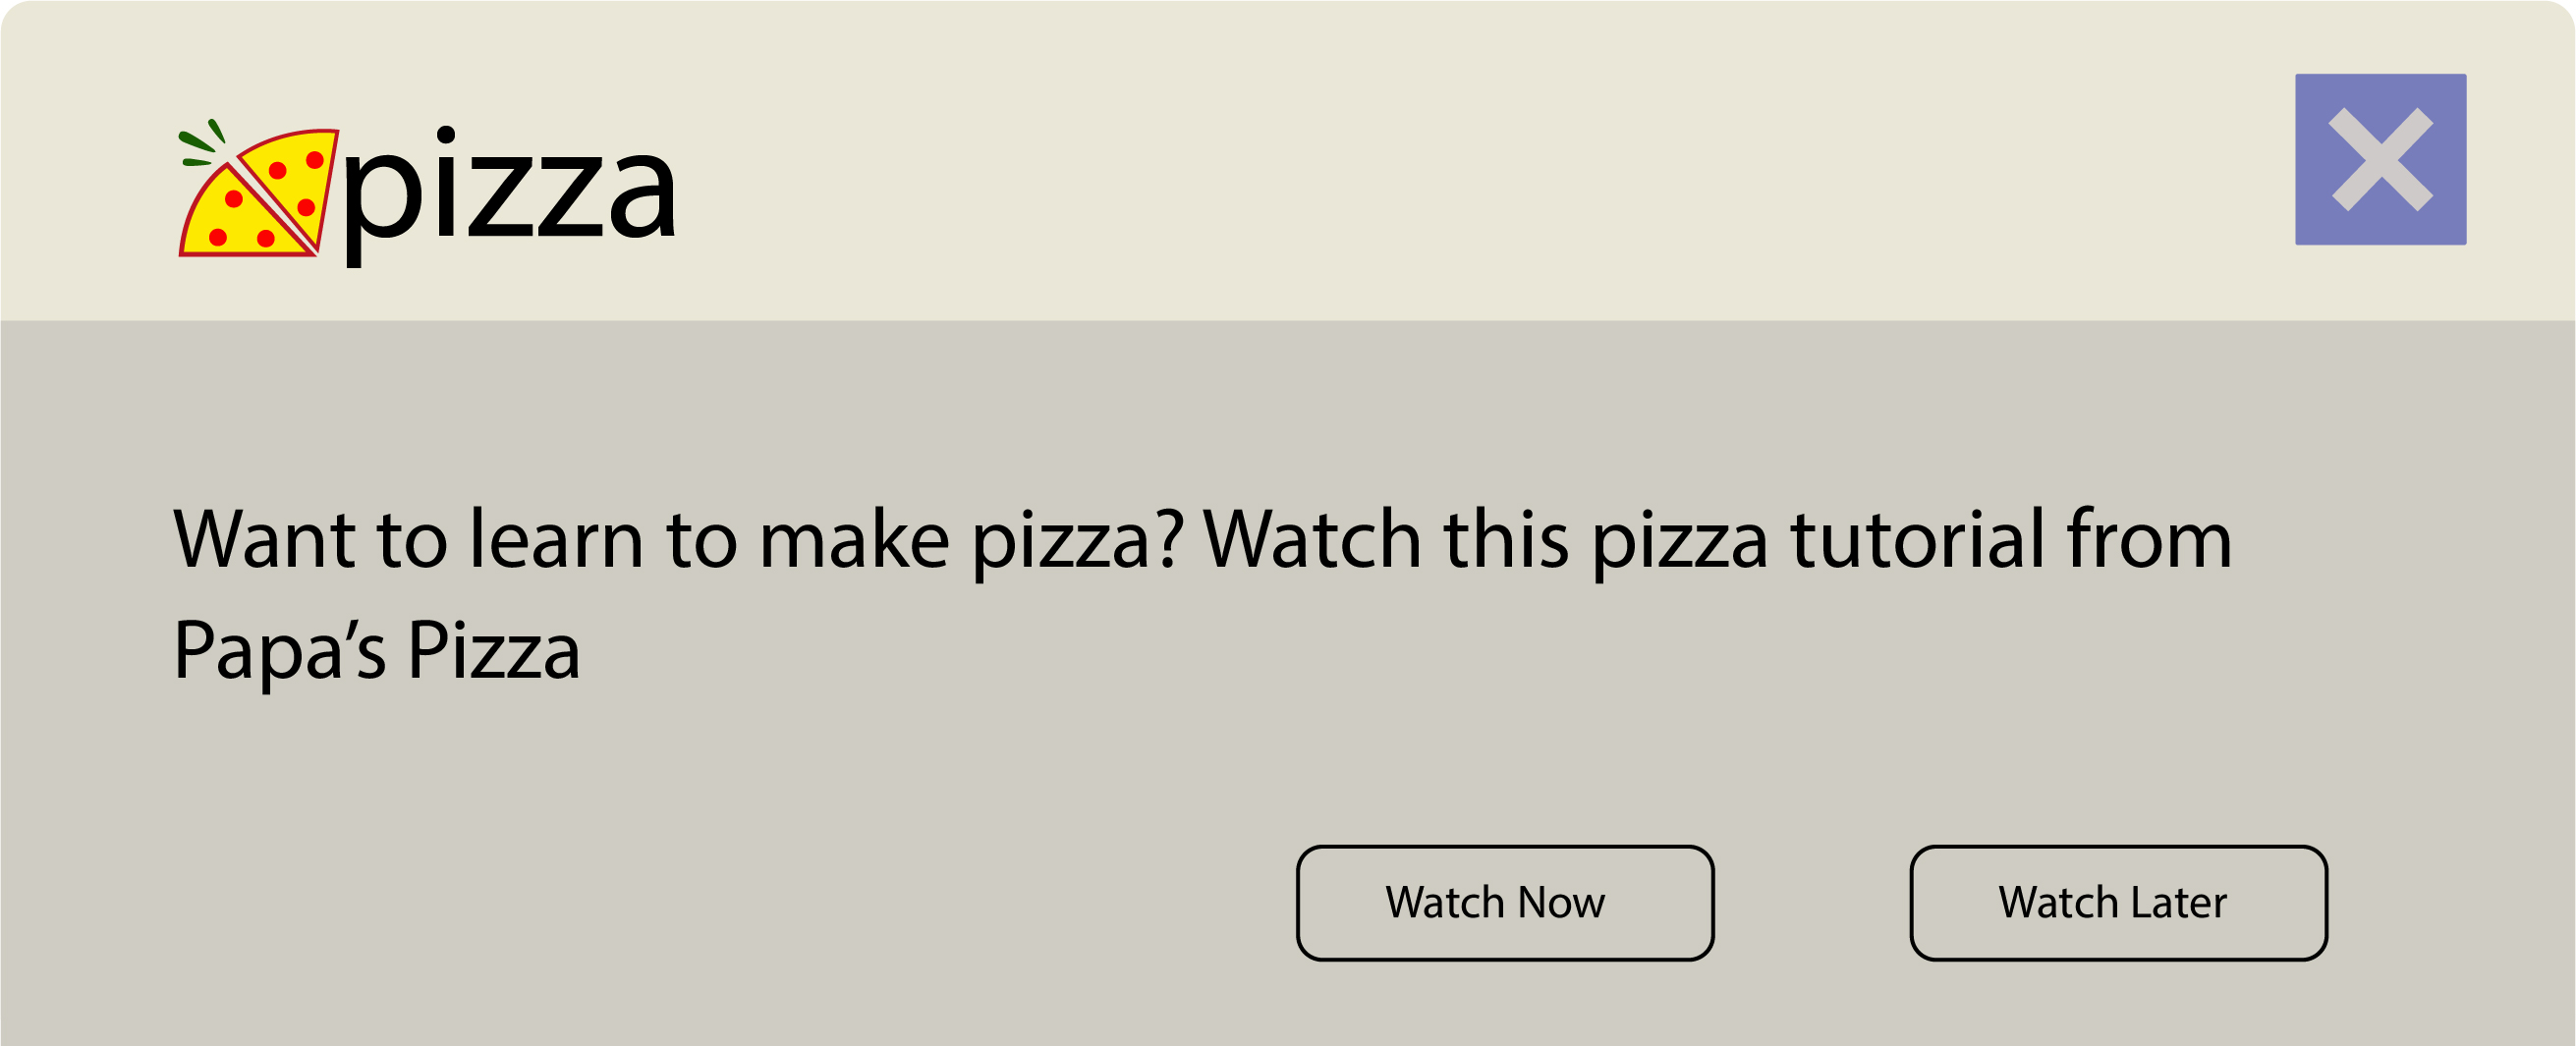 pizza
Want to learn to make pizza? Watch this pizza tutorial from
Papa’s Pizza
Watch Now
Watch Later